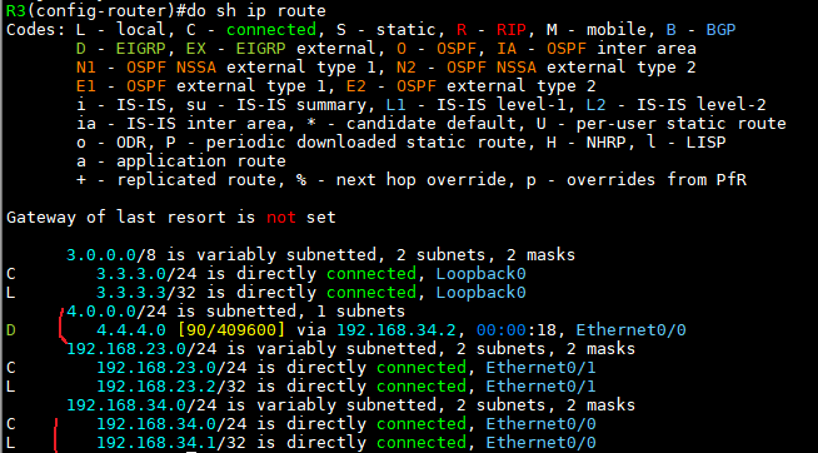 R3(config-router)#do sh ip route
Codes: L - local, C - connected, S - static, R - RIP, M - mobile, B - BGP
       D - EIGRP, EX - EIGRP external, O - OSPF, IA - OSPF inter area
       N1 - OSPF NSSA external type 1, N2 - OSPF NSSA external type 2
       E1 - OSPF external type 1, E2 - OSPF external type 2
       i - IS-IS, su - IS-IS summary, L1 - IS-IS level-1, L2 - IS-IS level-2
       ia - IS-IS inter area, * - candidate default, U - per-user static route
       o - ODR, P - periodic downloaded static route, H - NHRP, l - LISP
       a - application route
       + - replicated route, % - next hop override, p - overrides from PfR
Gateway of last resort is not set
      3.0.0.0/8 is variably subnetted, 2 subnets, 2 masks
C        3.3.3.0/24 is directly connected, Loopback0
L        3.3.3.3/32 is directly connected, Loopback0
      4.0.0.0/24 is subnetted, 1 subnets
D        4.4.4.0 [90/409600] via 192.168.34.2, 00:00:18, Ethernet0/0
      192.168.23.0/24 is variably subnetted, 2 subnets, 2 masks
C        192.168.23.0/24 is directly connected, Ethernet0/1
L        192.168.23.2/32 is directly connected, Ethernet0/1
      192.168.34.0/24 is variably subnetted, 2 subnets, 2 masks
C        192.168.34.0/24 is directly connected, Ethernet0/0
L        192.168.34.1/32 is directly connected, Ethernet0/0